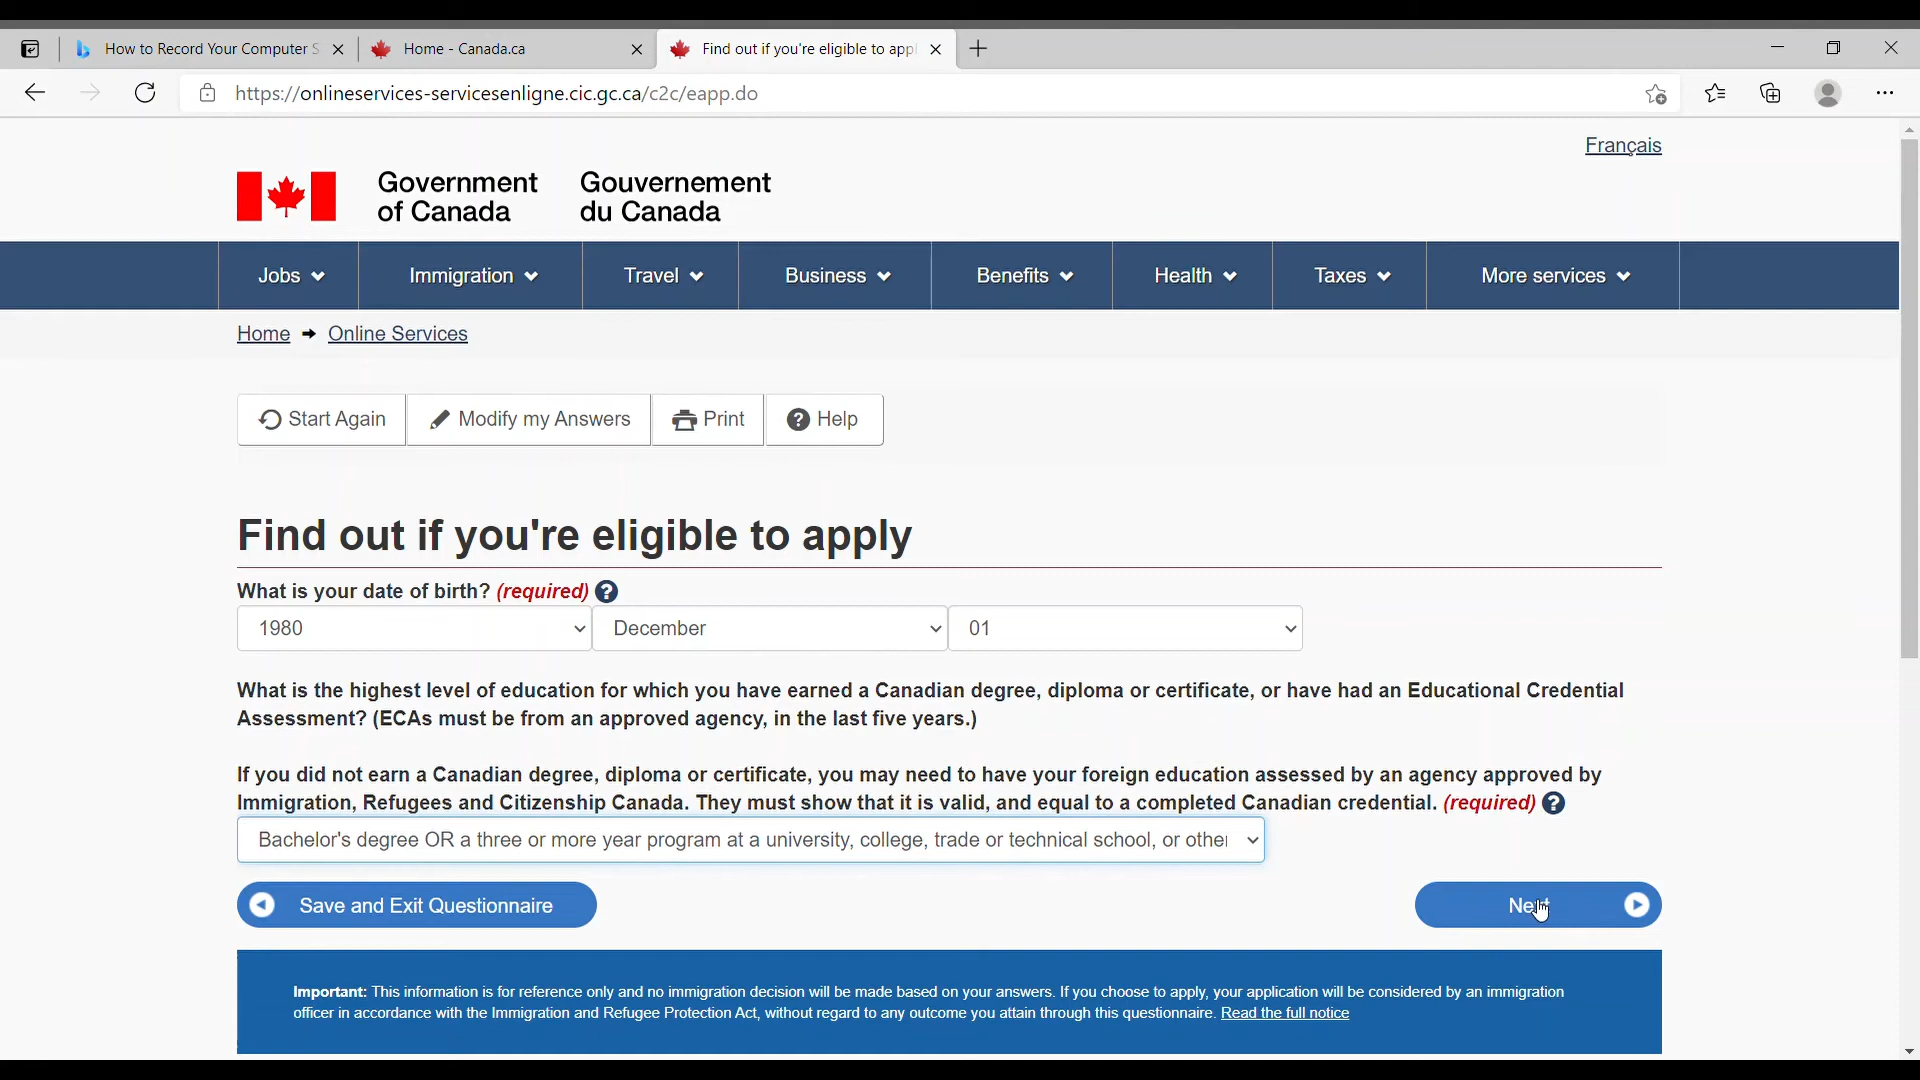 How to Record Your Computer S
Home - Canada.ca
Find out if you're eligible to appl
https://onlineservices-servicesenligne.cic.gc.ca/c2c/eapp.do
Français
Government of Canada
Gouvernement du Canada
Jobs Immigration Travel Business Benefits Health Taxes More services
Home Online Services
Start Again Modify my Answers Print Help
Find out if you're eligible to apply
What is your date of birth? (required)
1980 December 01
What is the highest level of education for which you have earned a Canadian degree, diploma or certificate, or have had an Educational Credential
Assessment? (ECAs must be from an approved agency, in the last five years.)
If you did not earn a Canadian degree, diploma or certificate, you may need to have your foreign education assessed by an agency approved by
Immigration, Refugees and Citizenship Canada. They must show that it is valid, and equal to a completed Canadian credential. (required)
Bachelor's degree OR a three or more year program at a university, college, trade or technical school, or other
Save and Exit Questionnaire
Next
Important: This information is for reference only and no immigration decision will be made based on your answers. If you choose to apply, your application will be considered by an immigration
officer in accordance with the Immigration and Refugee Protection Act, without regard to any outcome you attain through this questionnaire. Read the full notice